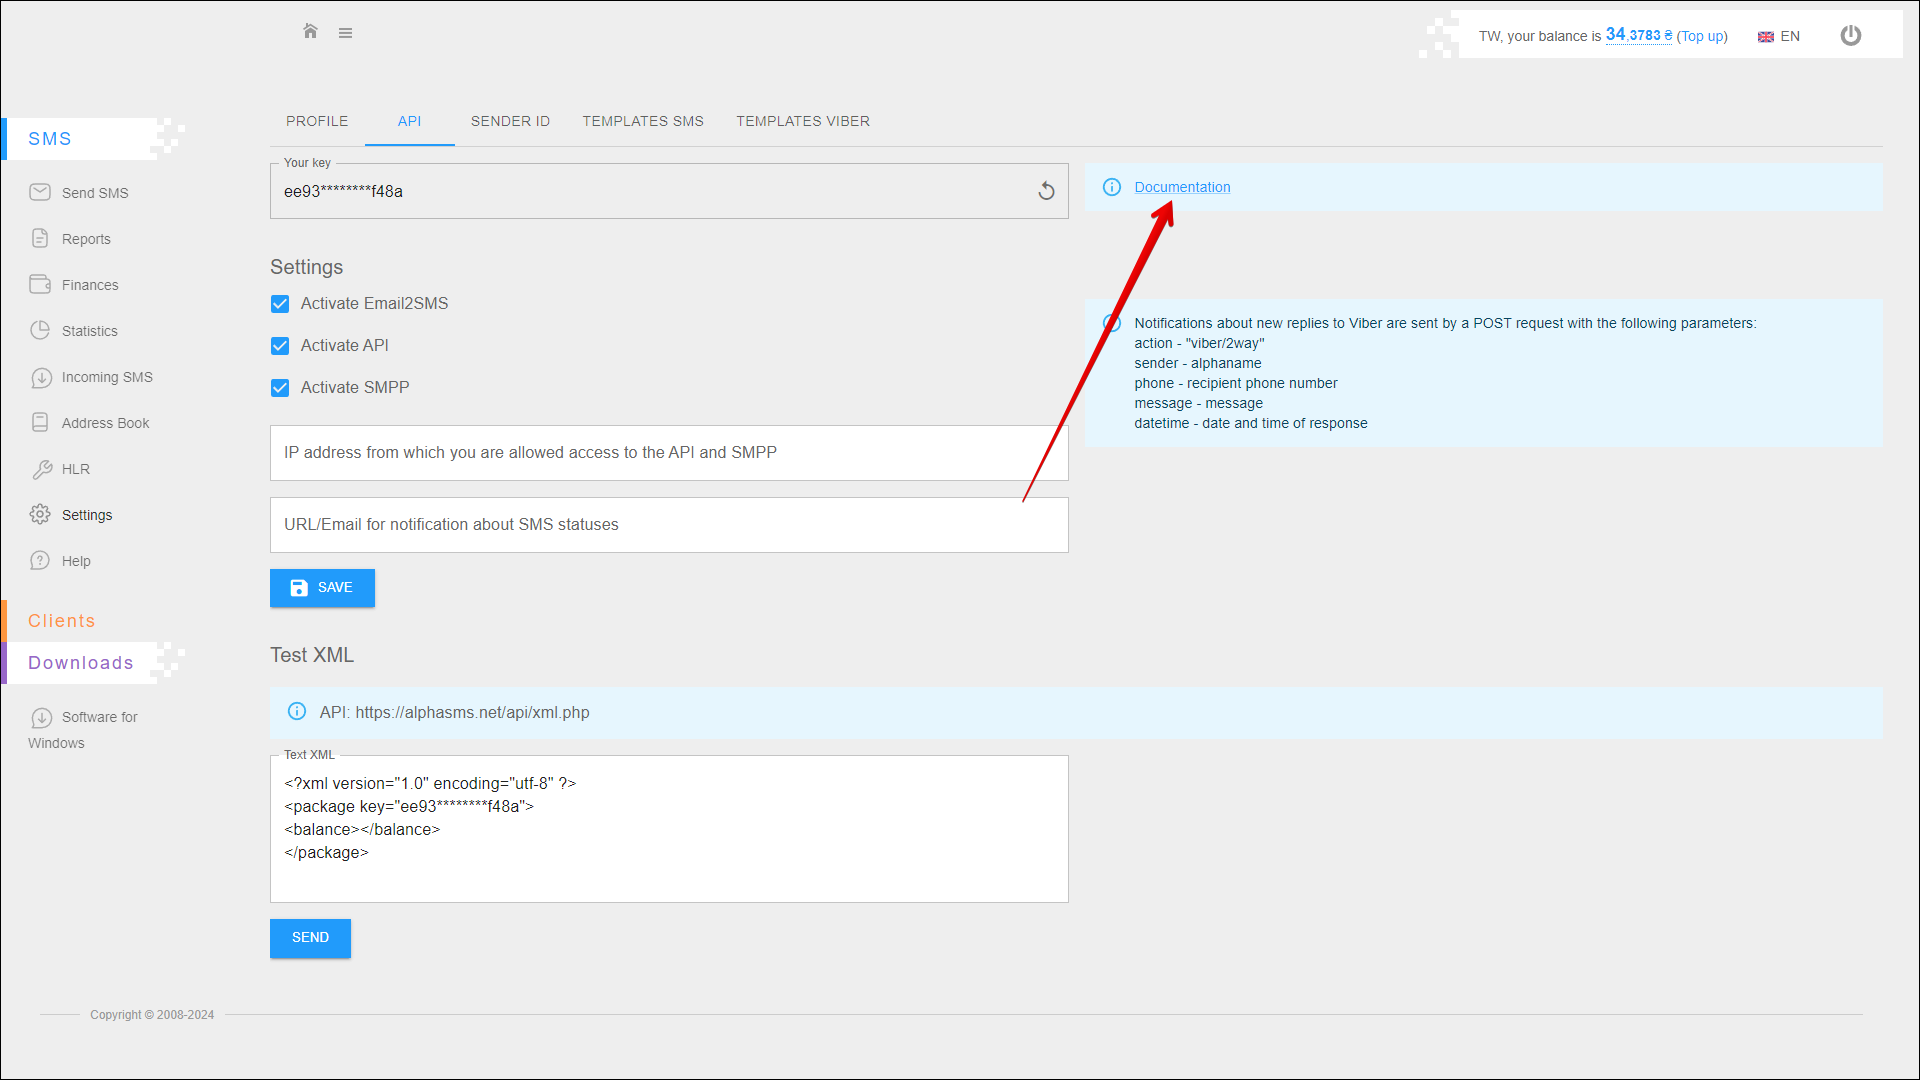 TW, your balance is 34,3783 ₴ (Top up)
EN
SMS
Send SMS
Reports
Finances
Statistics
Incoming SMS
Address Book
HLR
Settings
Help
Clients
Downloads
Software for
Windows
PROFILE
API
SENDER ID
TEMPLATES SMS
TEMPLATES VIBER
Your key
ee93********f48a
Documentation
Settings
Activate Email2SMS
Activate API
Activate SMPP
Notifications about new replies to Viber are sent by a POST request with the following parameters:
action - "viber/2way"
sender - alphaname
phone - recipient phone number
message - message
datetime - date and time of response
IP address from which you are allowed access to the API and SMPP
URL/Email for notification about SMS statuses
SAVE
Test XML
API: https://alphasms.net/api/xml.php
Text XML
<?xml version="1.0" encoding="utf-8" ?>
<package key="ee93********f48a">
<balance></balance>
</package>
SEND
Copyright © 2008-2024